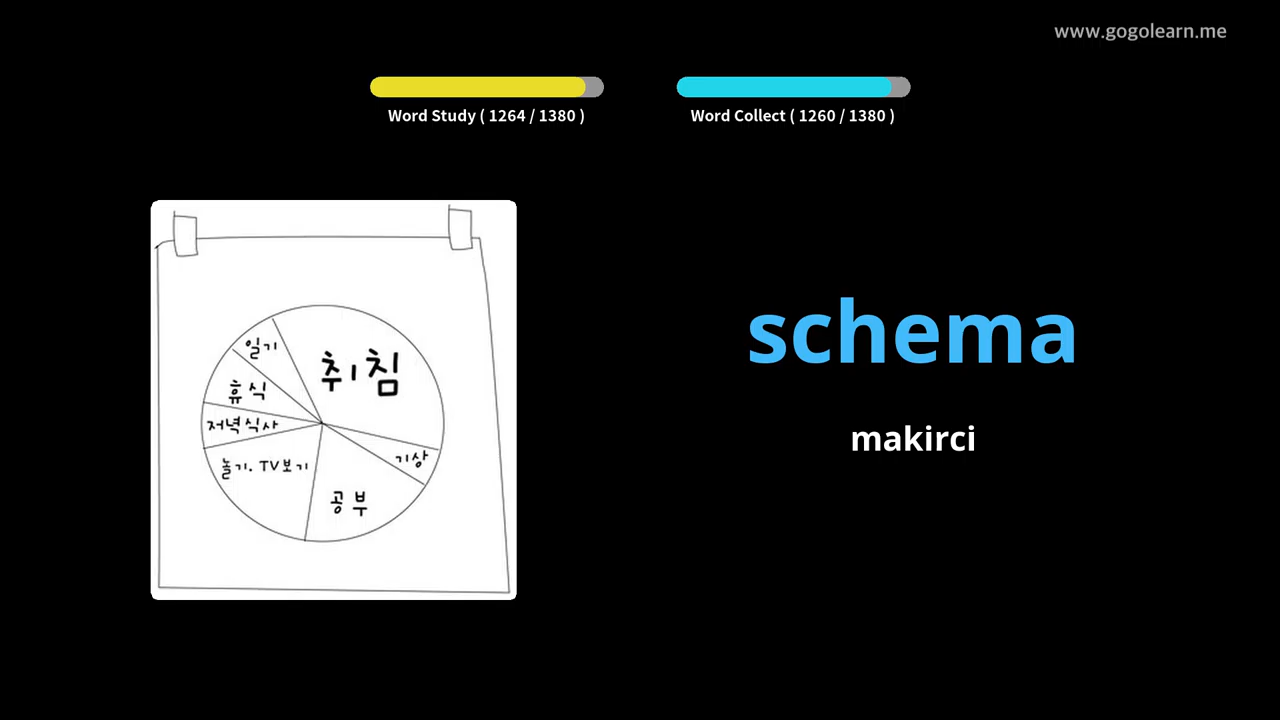 www.gogolearn.me
Word Study ( 1264 / 1380 )
Word Collect ( 1260 / 1380 )
일기
취침
휴식
저녁식사
놀기. TV보기
기상
공부
schema
makirci